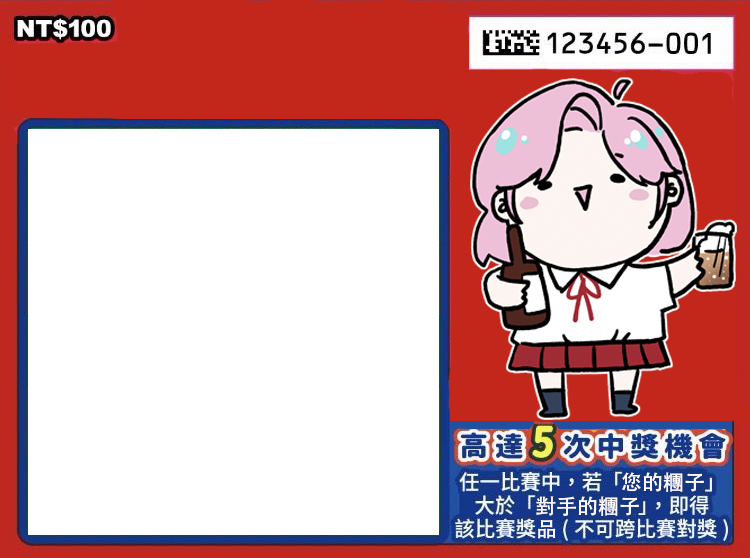 NT$100
123456-001
高達5次中獎機會
任一比賽中，若「您的糰子」
大於「對手的糰子」，即得
該比賽獎品(不可跨比賽對獎)